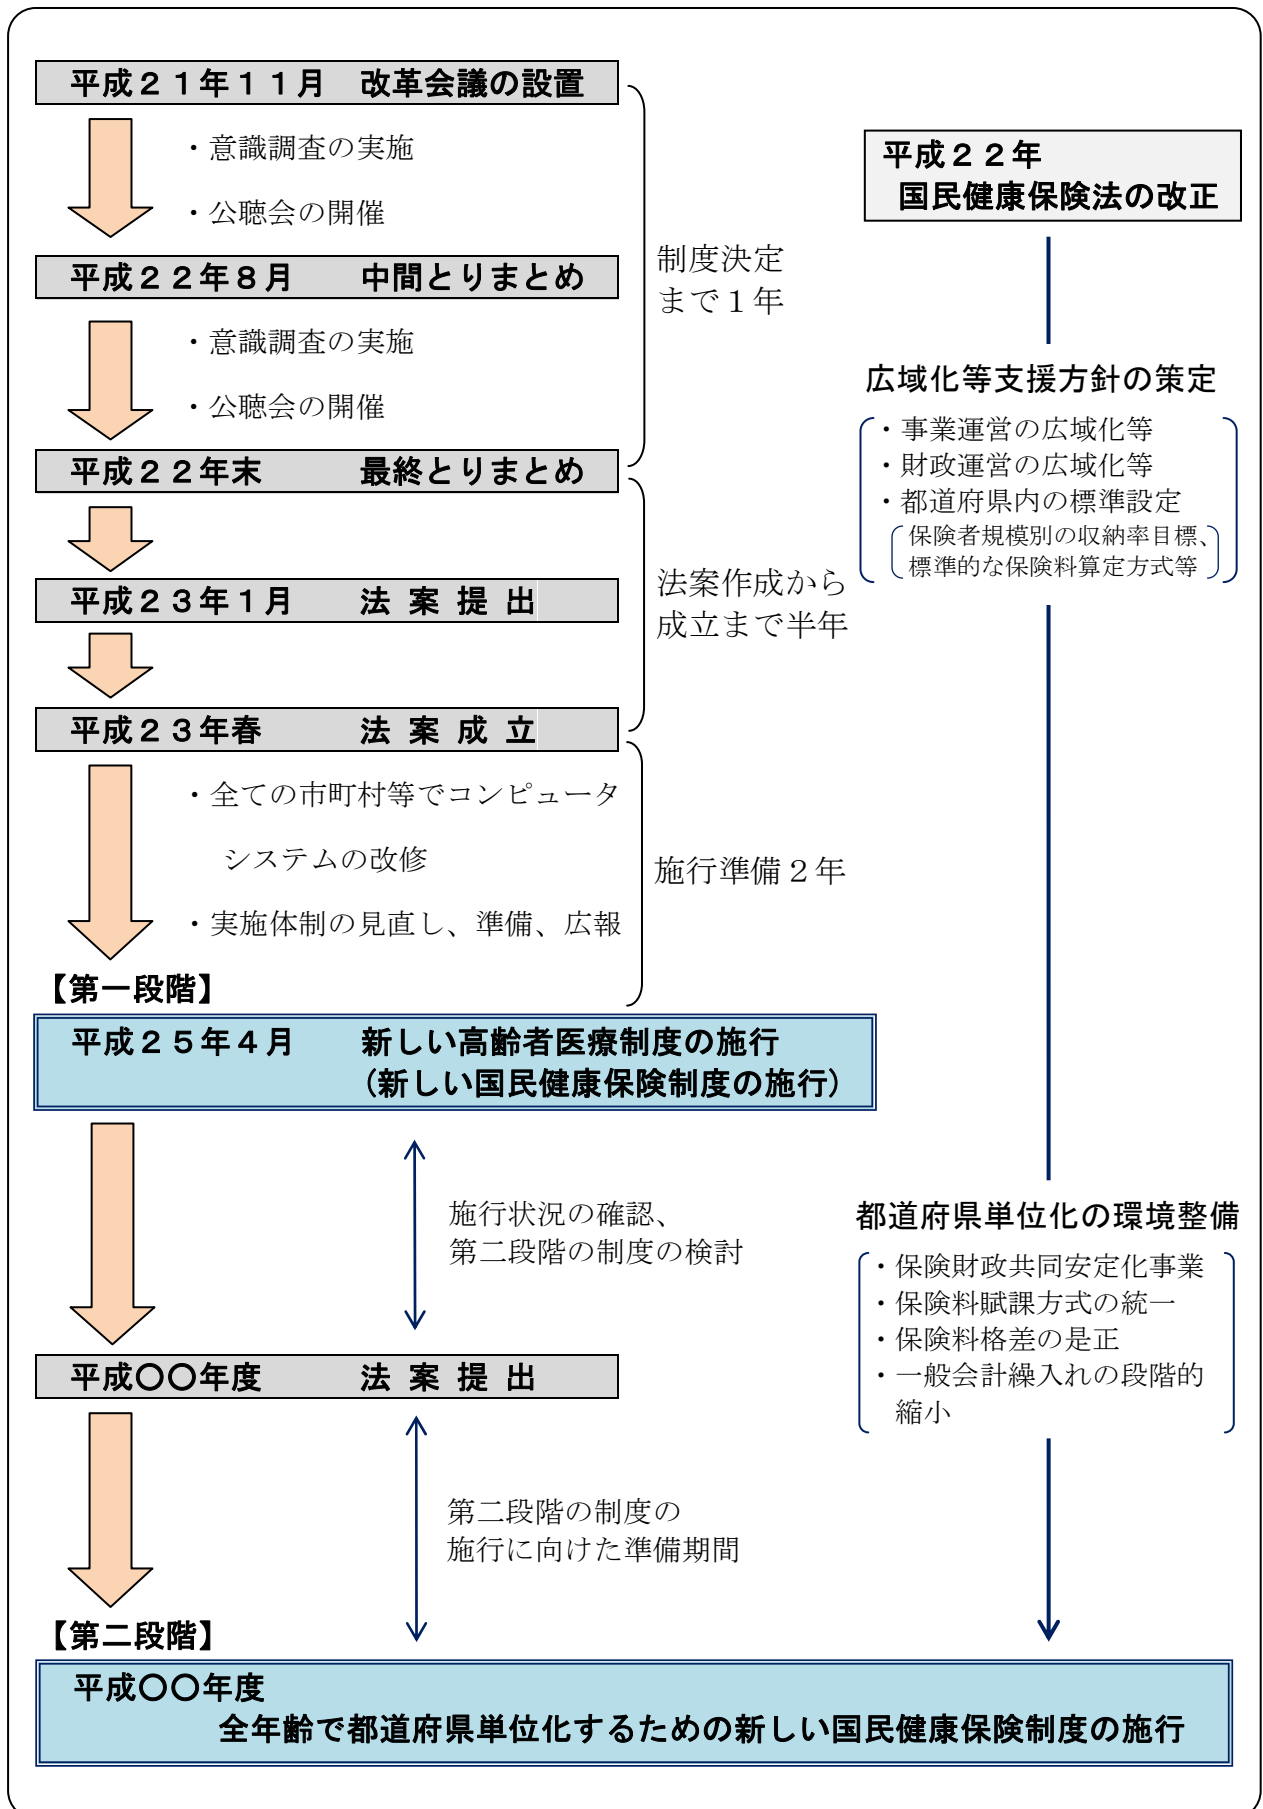 平成２１年１１月　改革会議の設置
・意識調査の実施
・公聴会の開催
平成２２年８月　　中間とりまとめ
・意識調査の実施
・公聴会の開催
平成２２年末　　　最終とりまとめ
平成２３年１月　　法 案 提 出
平成２３年春　　　法 案 成 立
・全ての市町村等でコンピュータ
システムの改修
・実施体制の見直し、準備、広報
制度決定
まで１年
法案作成から
成立まで半年
施行準備２年
【第一段階】
平成２５年４月　　新しい高齢者医療制度の施行
（新しい国民健康保険制度の施行）
施行状況の確認、
第二段階の制度の検討
平成〇〇年度　　　法 案 提 出
第二段階の制度の
施行に向けた準備期間
平成２２年
国民健康保険法の改正
広域化等支援方針の策定
・事業運営の広域化等
・財政運営の広域化等
・都道府県内の標準設定
保険者規模別の収納率目標、
標準的な保険料算定方式等
都道府県単位化の環境整備
・保険財政共同安定化事業
・保険料賦課方式の統一
・保険料格差の是正
・一般会計繰入れの段階的
縮小
【第二段階】
平成〇〇年度
全年齢で都道府県単位化するための新しい国民健康保険制度の施行